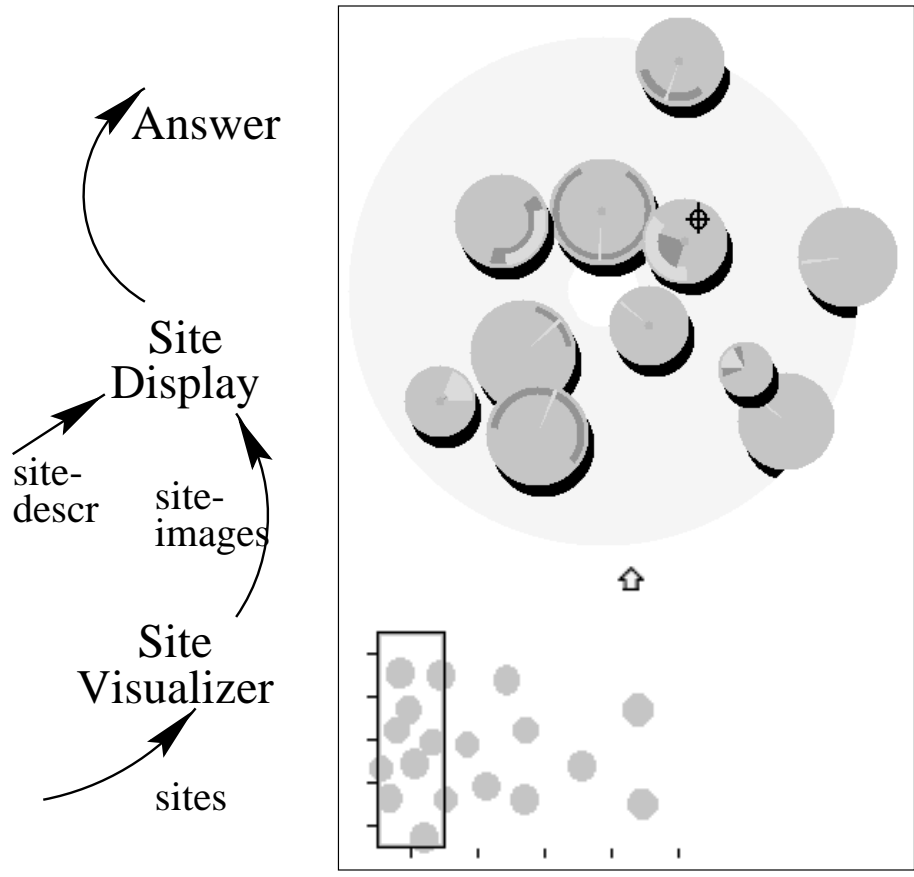 Answer
Site
Display
site-
descr
site-
images
Site
Visualizer
sites